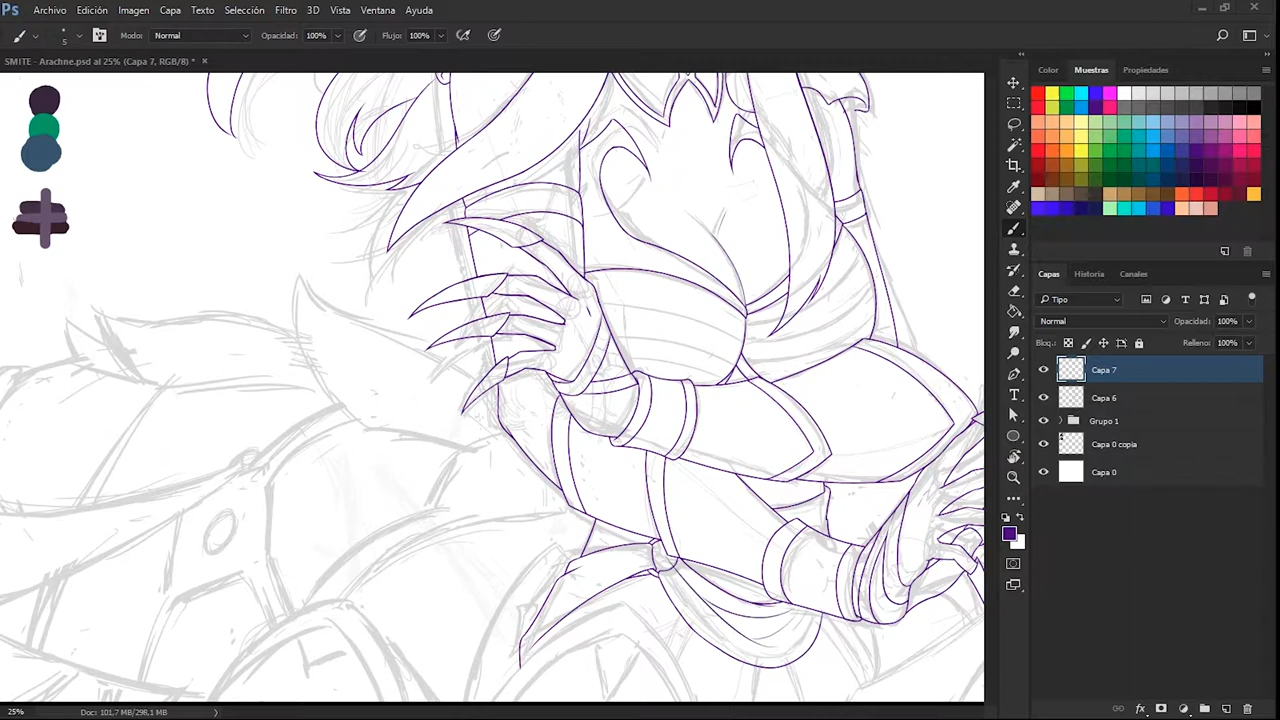 Ps Archivo Edición Imagen Capa Texto Selección Filtro 3D Vista Ventana Ayuda
5 Modo: Normal Opacidad: 100% Flujo: 100%
SMITE - Arachne.psd al 25% (Capa 7, RGB/8) * ×
Color Muestras Propiedades
Capas Historia Canales
Tipo
Normal Opacidad: 100%
Bloq.: Relleno: 100%
Capa 7
Capa 6
Grupo 1
Capa 0 copia
Capa 0
25% Doc: 101,7 MB/298,1 MB